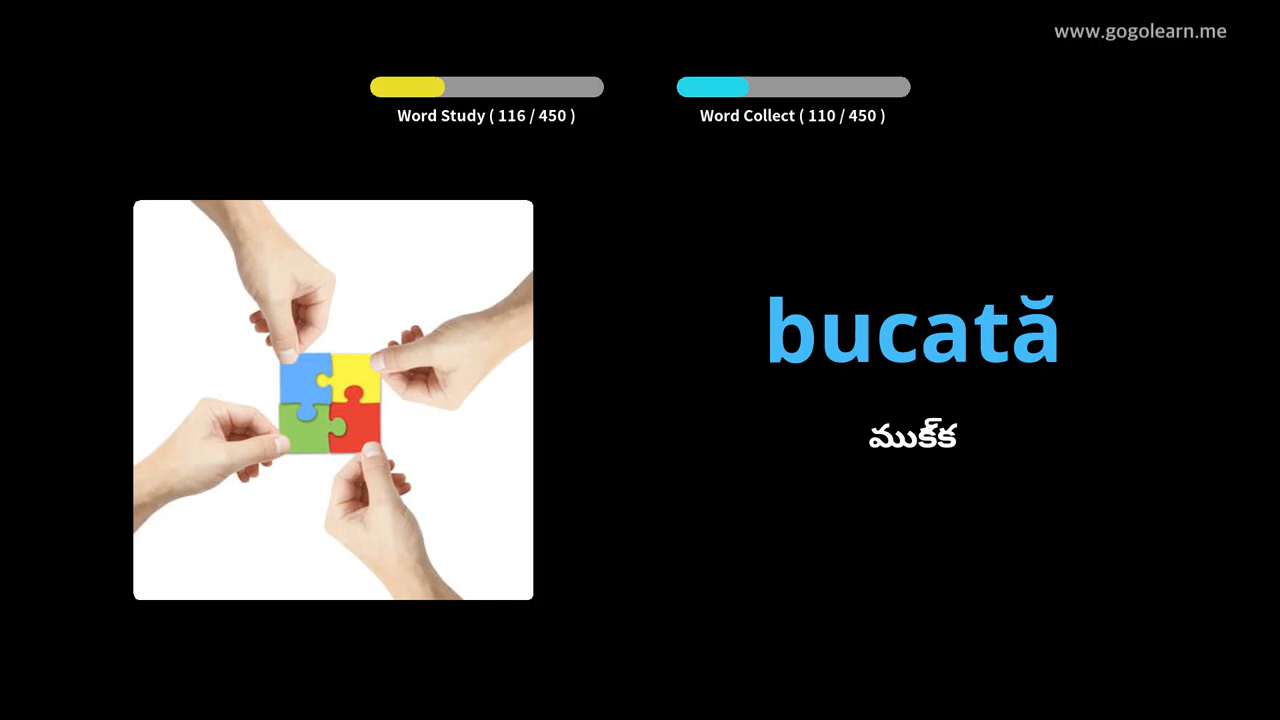 www.gogolearn.me
Word Study ( 116 / 450 )
Word Collect ( 110 / 450 )
bucată
ముక్క